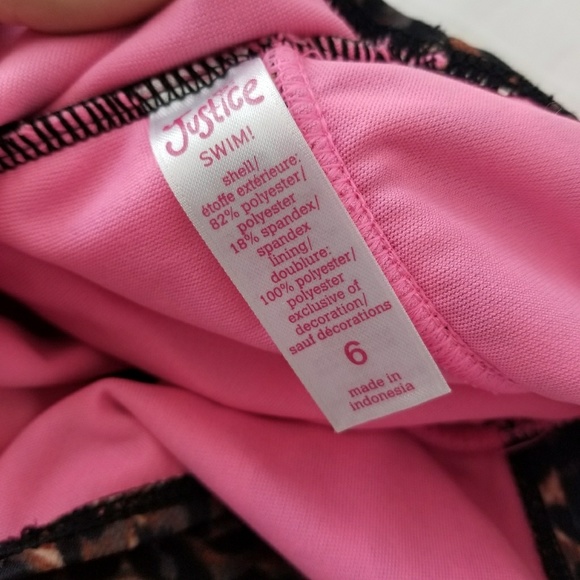 Justice
SWIM!
shell/
étoffe extérieure:
82% polyester/
polyester
18% spandex/
spandex
lining/
doublure:
100% polyester/
polyester
exclusive of
decoration/
sauf décorations
6
made in
indonesia